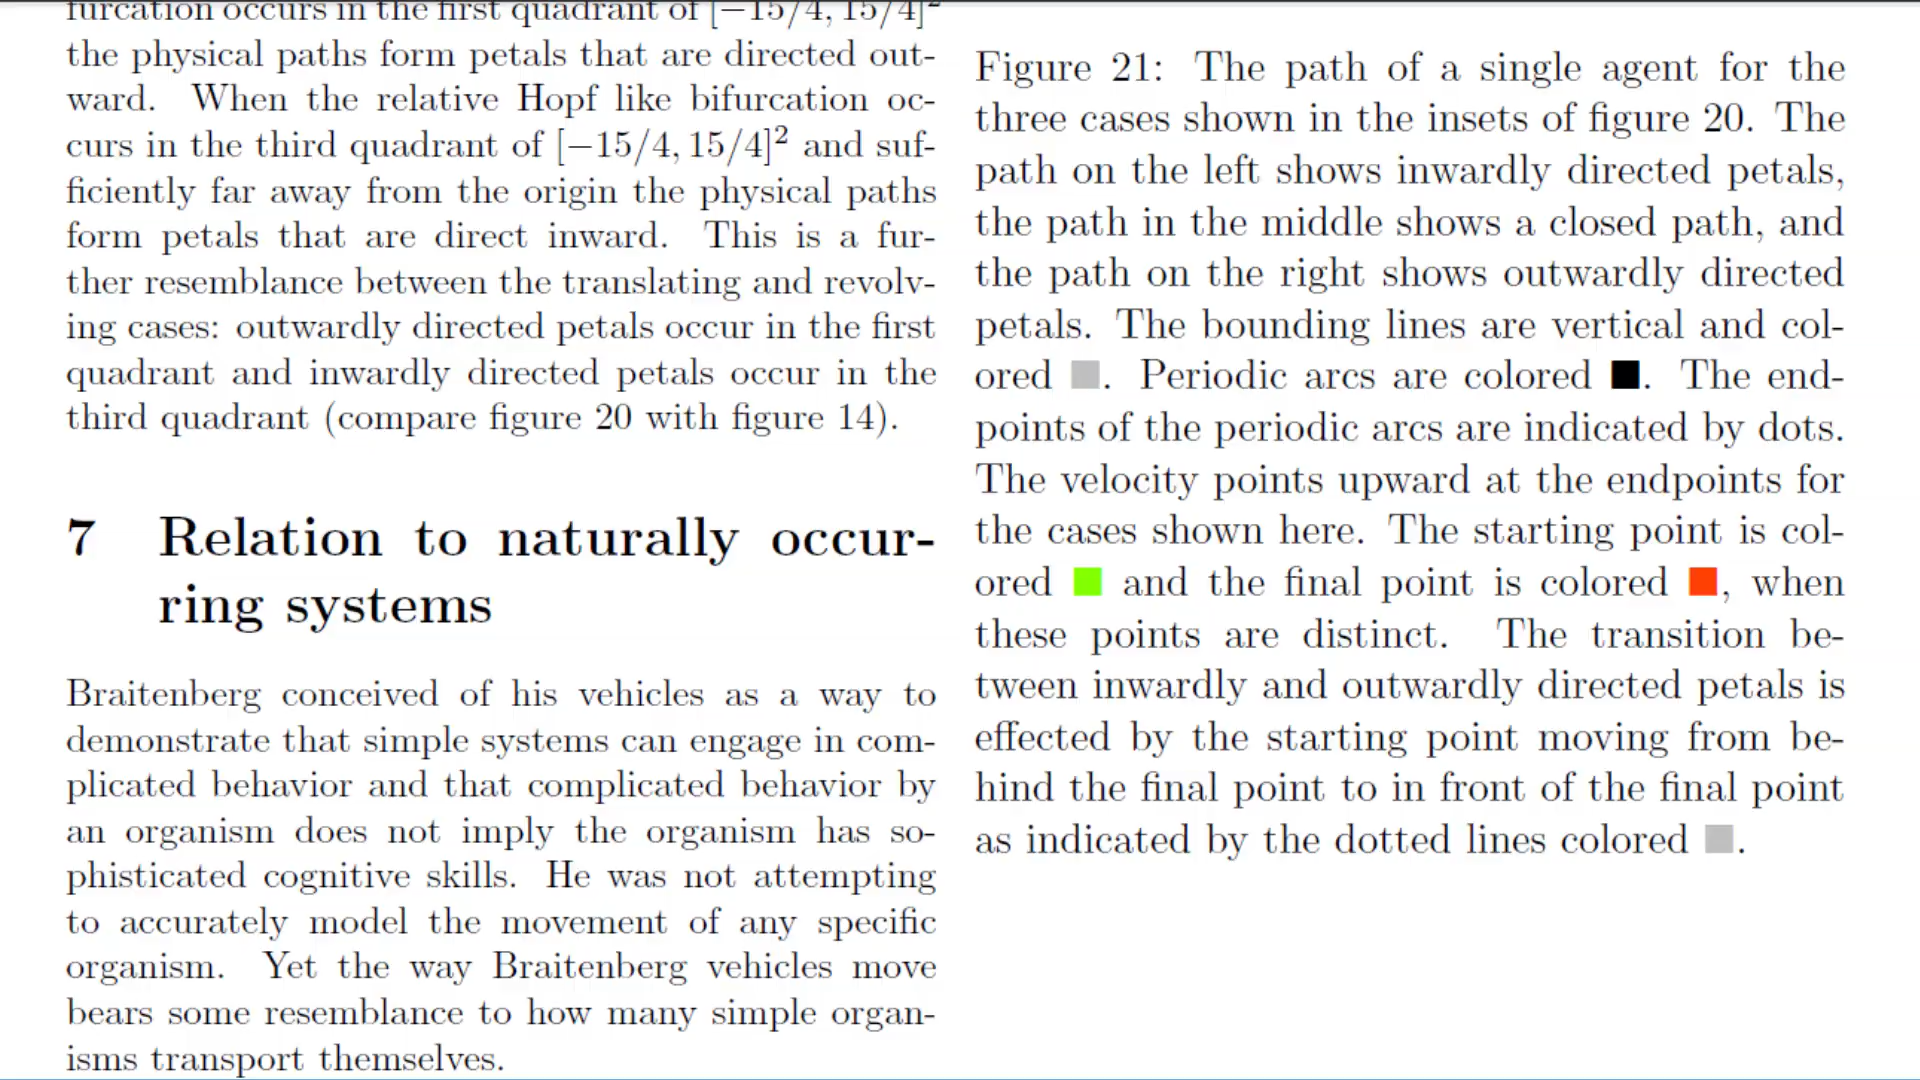 furcation occurs in the first quadrant of [−15/4, 15/4]²
the physical paths form petals that are directed out-
ward. When the relative Hopf like bifurcation oc-
curs in the third quadrant of [−15/4, 15/4]² and suf-
ficiently far away from the origin the physical paths
form petals that are direct inward. This is a fur-
ther resemblance between the translating and revolv-
ing cases: outwardly directed petals occur in the first
quadrant and inwardly directed petals occur in the
third quadrant (compare figure 20 with figure 14).
7 Relation to naturally occur-
ring systems
Braitenberg conceived of his vehicles as a way to
demonstrate that simple systems can engage in com-
plicated behavior and that complicated behavior by
an organism does not imply the organism has so-
phisticated cognitive skills. He was not attempting
to accurately model the movement of any specific
organism. Yet the way Braitenberg vehicles move
bears some resemblance to how many simple organ-
isms transport themselves.
Figure 21: The path of a single agent for the
three cases shown in the insets of figure 20. The
path on the left shows inwardly directed petals,
the path in the middle shows a closed path, and
the path on the right shows outwardly directed
petals. The bounding lines are vertical and col-
ored ■. Periodic arcs are colored ■. The end-
points of the periodic arcs are indicated by dots.
The velocity points upward at the endpoints for
the cases shown here. The starting point is col-
ored ■ and the final point is colored ■, when
these points are distinct. The transition be-
tween inwardly and outwardly directed petals is
effected by the starting point moving from be-
hind the final point to in front of the final point
as indicated by the dotted lines colored ■.